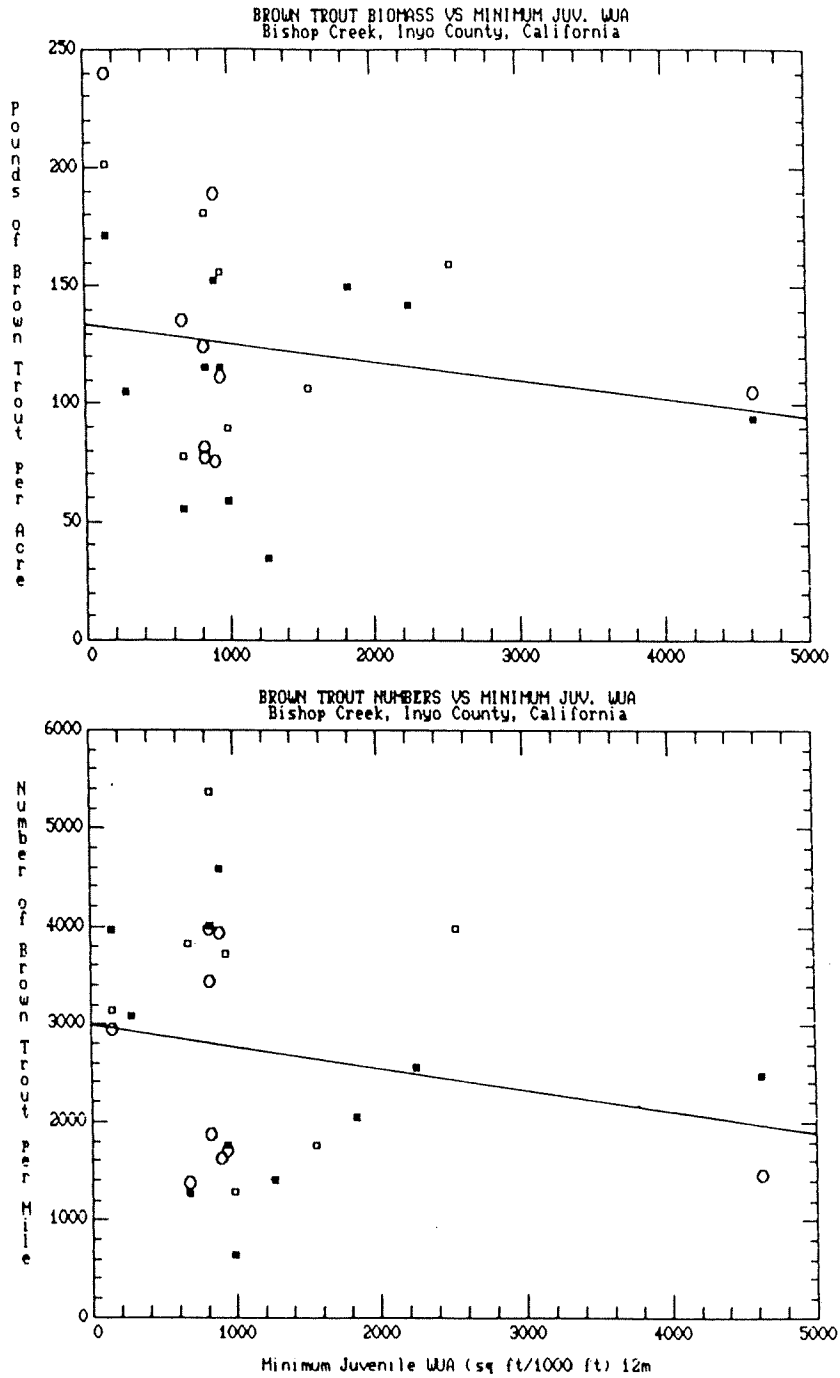 BROWN TROUT BIOMASS VS MINIMUM JUV. WUA
Bishop Creek, Inyo County, California
Pounds of Brown Trout per Acre
250
200
150
100
50
0
0 1000 2000 3000 4000 5000
BROWN TROUT NUMBERS VS MINIMUM JUV. WUA
Bishop Creek, Inyo County, California
Number of Brown Trout per Mile
6000
5000
4000
3000
2000
1000
0
0 1000 2000 3000 4000 5000
Minimum Juvenile WUA (sq ft/1000 ft) 12m